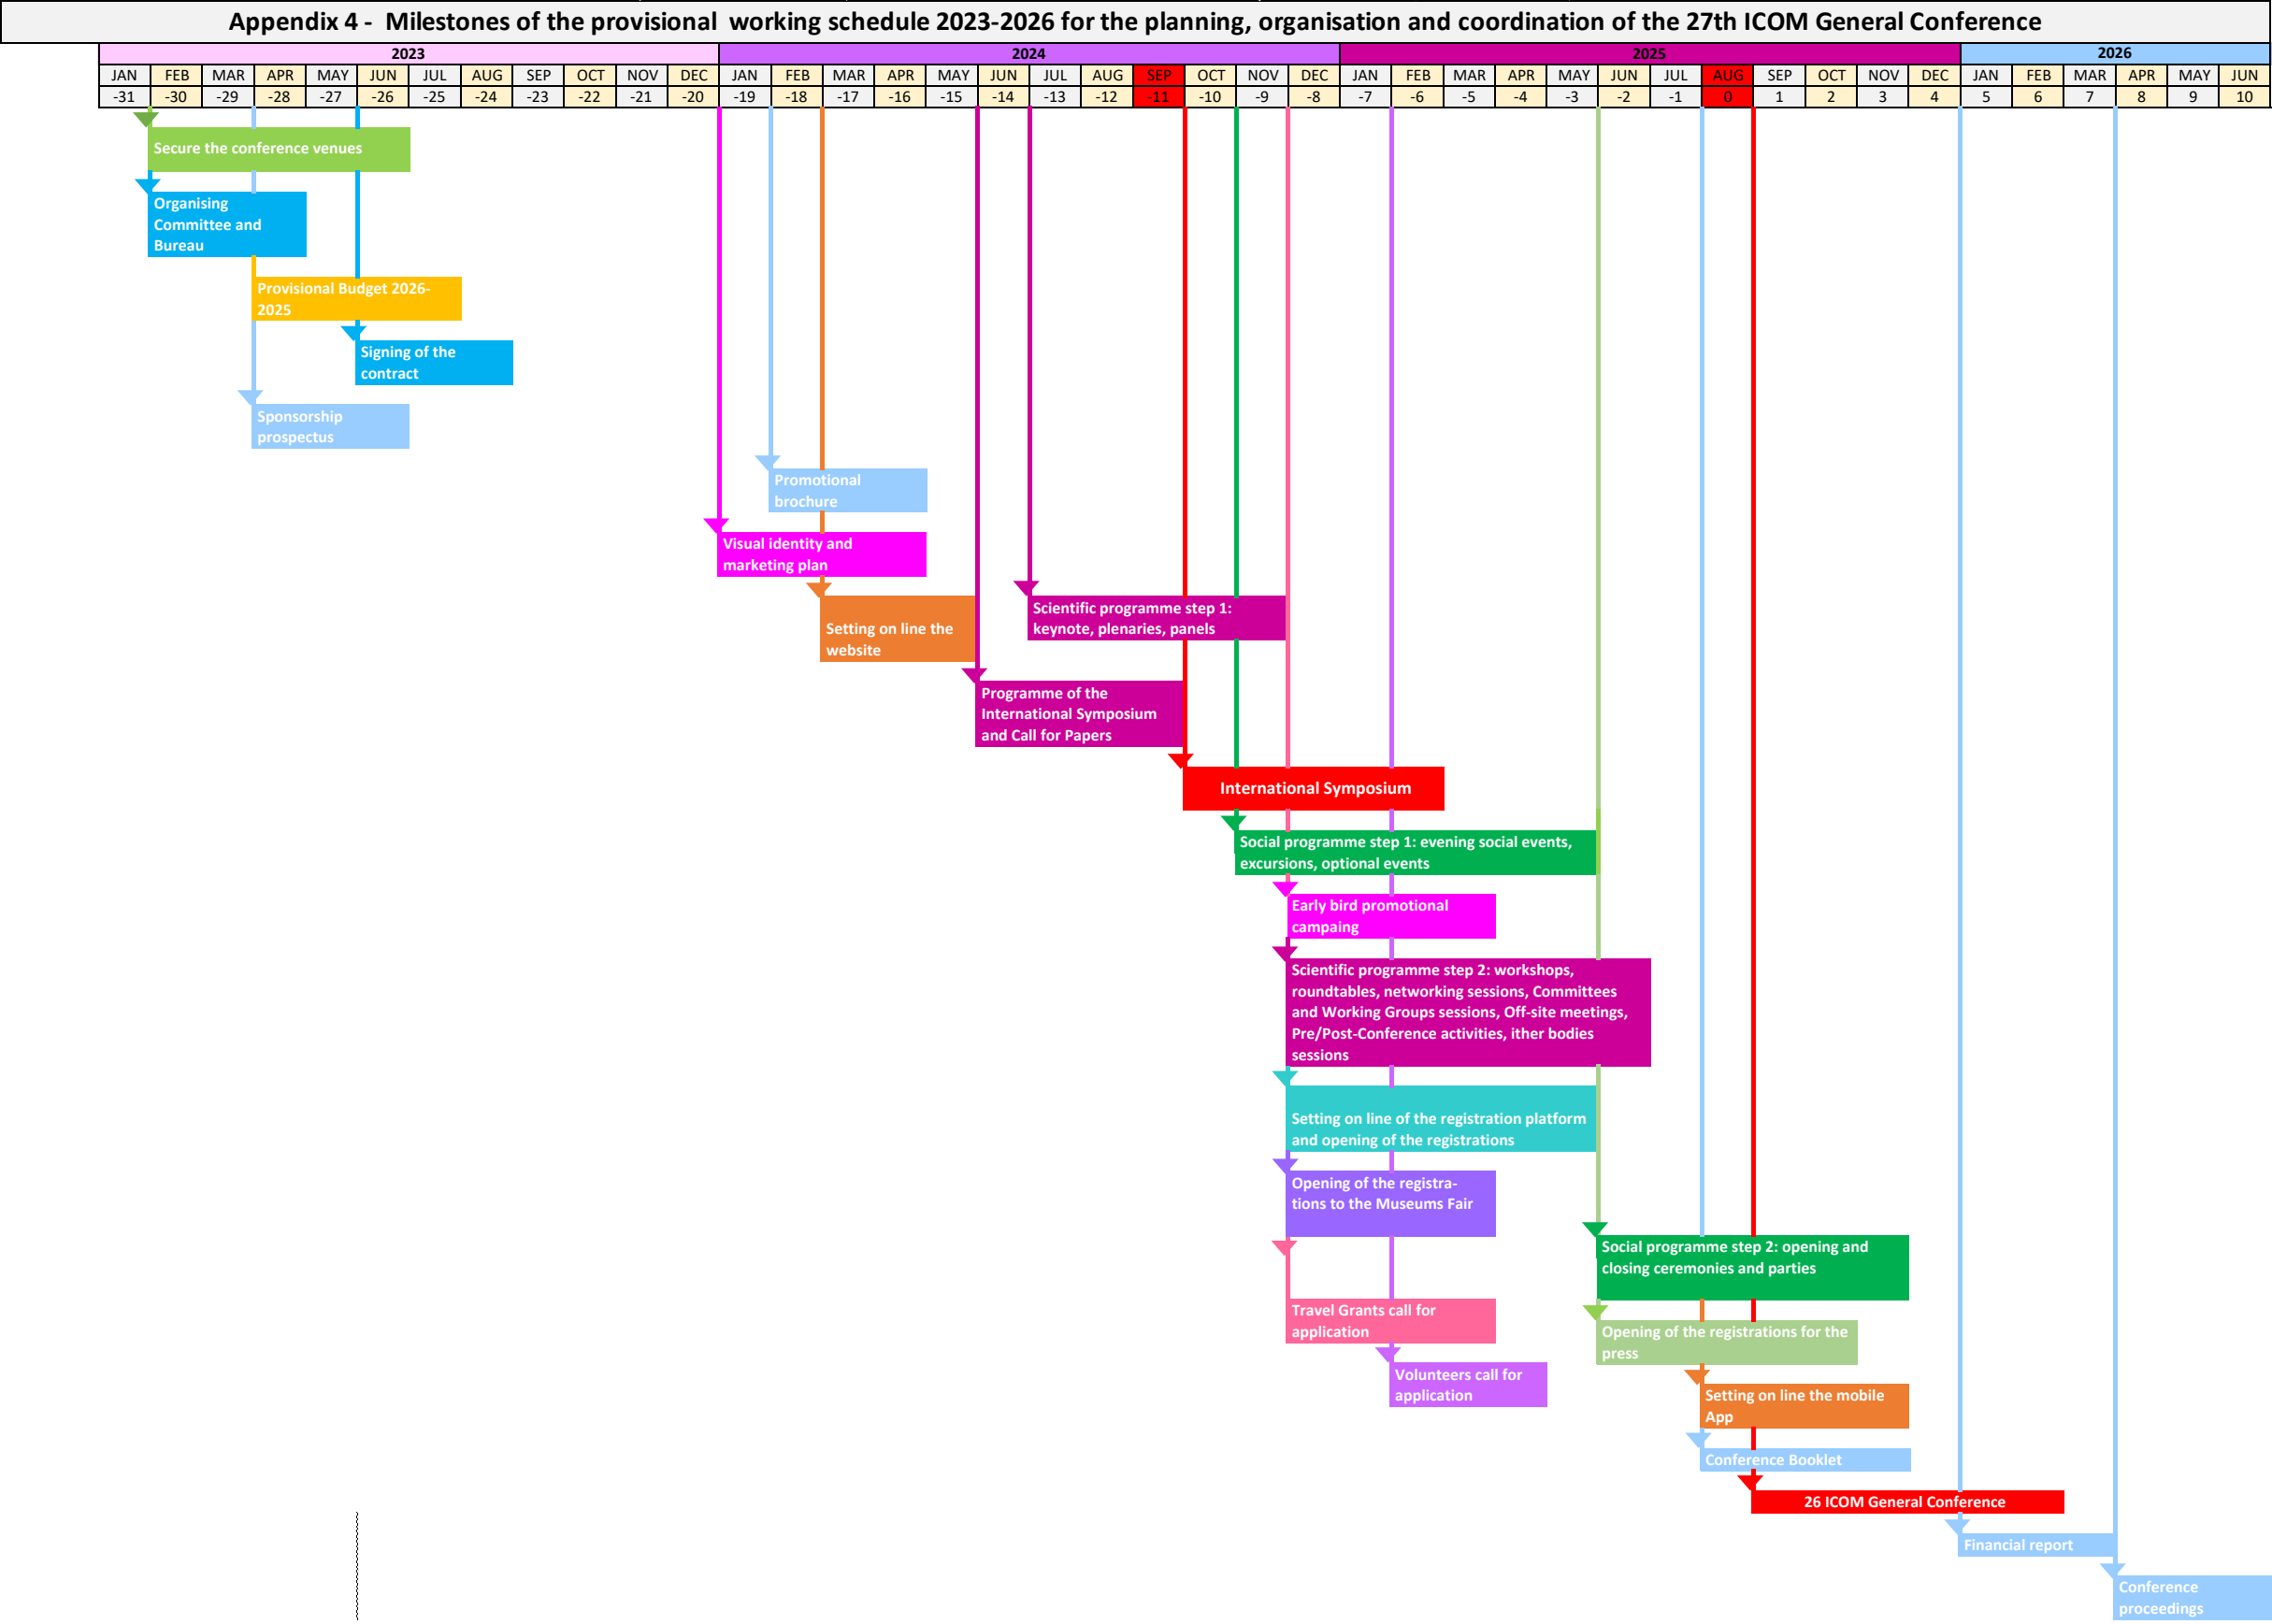 Appendix 4 - Milestones of the provisional working schedule 2023-2026 for the planning, organisation and coordination of the 27th ICOM General Conference
2023 2024 2025 2026
JAN FEB MAR APR MAY JUN JUL AUG SEP OCT NOV DEC JAN FEB MAR APR MAY JUN JUL AUG SEP OCT NOV DEC JAN FEB MAR APR MAY JUN JUL AUG SEP OCT NOV DEC JAN FEB MAR APR MAY JUN
-31 -30 -29 -28 -27 -26 -25 -24 -23 -22 -21 -20 -19 -18 -17 -16 -15 -14 -13 -12 -11 -10 -9 -8 -7 -6 -5 -4 -3 -2 -1 0 1 2 3 4 5 6 7 8 9 10
Secure the conference venues
Organising
Committee and
Bureau
Provisional Budget 2026-
2025
Signing of the
contract
Sponsorship
prospectus
Promotional
brochure
Visual identity and
marketing plan
Setting on line the
website
Scientific programme step 1:
keynote, plenaries, panels
Programme of the
International Symposium
and Call for Papers
International Symposium
Social programme step 1: evening social events,
excursions, optional events
Early bird promotional
campaing
Scientific programme step 2: workshops,
roundtables, networking sessions, Committees
and Working Groups sessions, Off-site meetings,
Pre/Post-Conference activities, ither bodies
sessions
Setting on line of the registration platform
and opening of the registrations
Opening of the registra-
tions to the Museums Fair
Social programme step 2: opening and
closing ceremonies and parties
Travel Grants call for
application
Opening of the registrations for the
press
Volunteers call for
application
Setting on line the mobile
App
Conference Booklet
26 ICOM General Conference
Financial report
Conference
proceedings